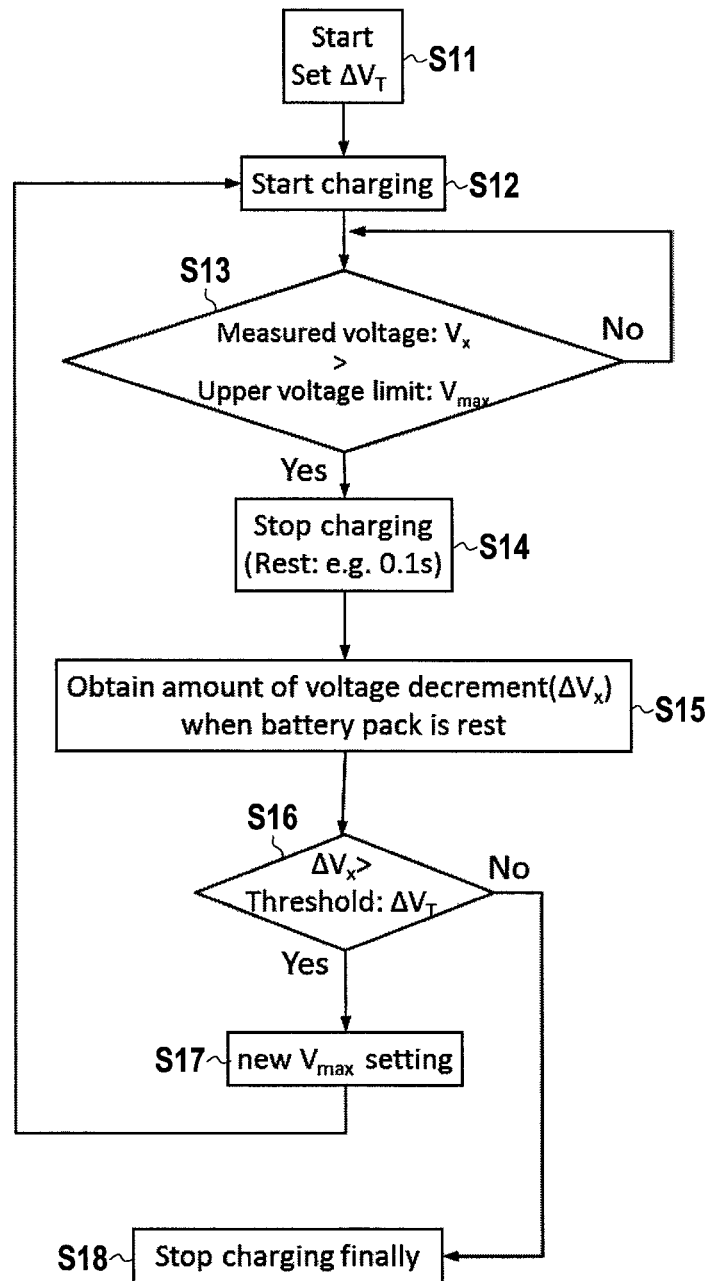 Start
Set ΔV_T
S11
Start charging
S12
S13
Measured voltage: V_x
>
Upper voltage limit: V_max
No
Yes
Stop charging
(Rest: e.g. 0.1s)
S14
Obtain amount of voltage decrement(ΔV_x)
when battery pack is rest
S15
S16
ΔV_x>
Threshold: ΔV_T
No
Yes
S17
new V_max setting
S18
Stop charging finally